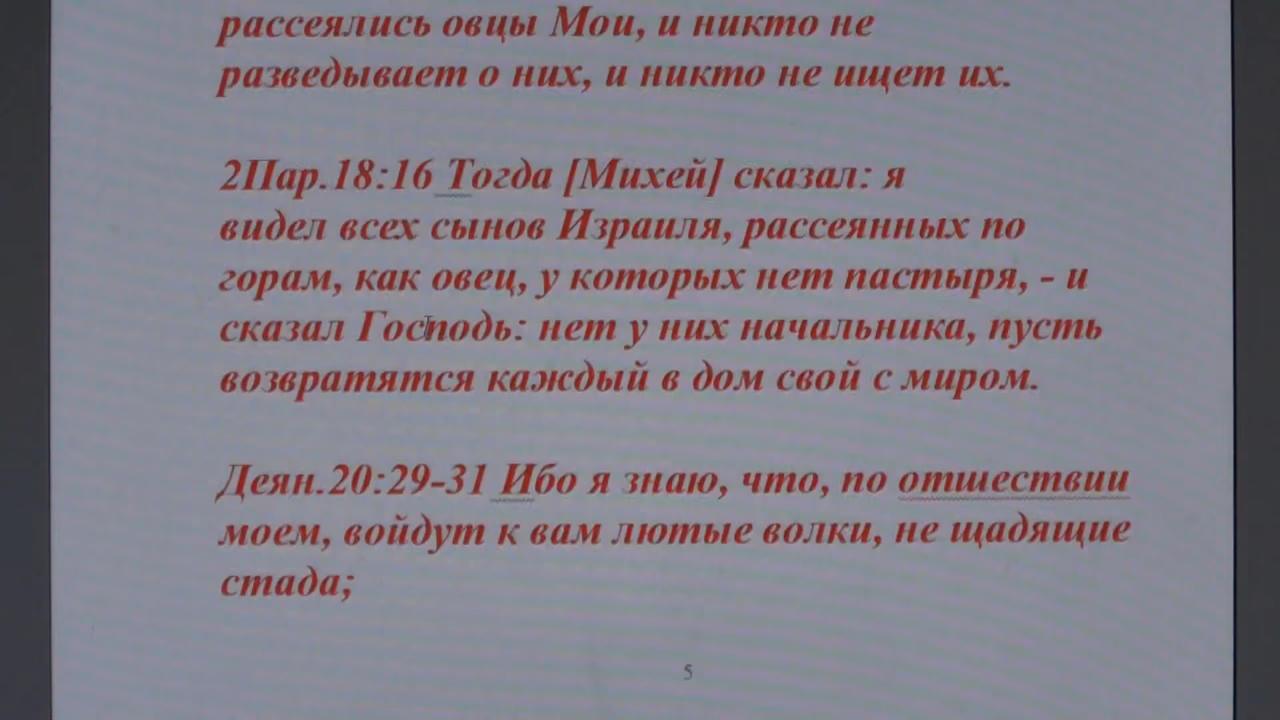 рассеялись овцы Мои, и никто не
разведывает о них, и никто не ищет их.
2Пар.18:16 Тогда [Михей] сказал: я
видел всех сынов Израиля, рассеянных по
горам, как овец, у которых нет пастыря, - и
сказал Господь: нет у них начальника, пусть
возвратятся каждый в дом свой с миром.
Деян.20:29-31 Ибо я знаю, что, по отшествии
моем, войдут к вам лютые волки, не щадящие
стада;
5